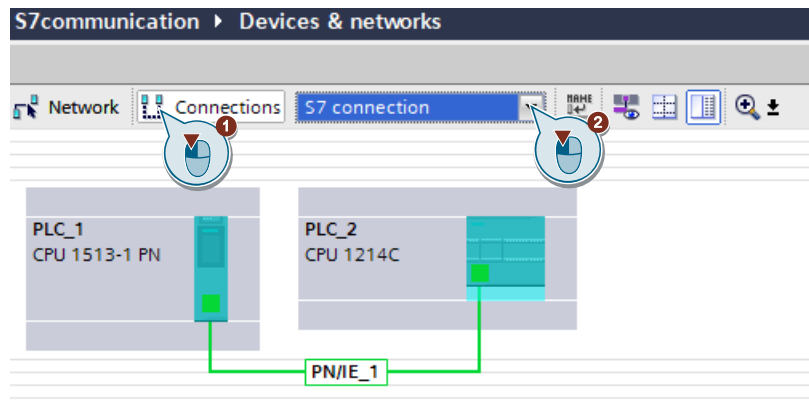 S7communication ▸ Devices & networks
Network Connections S7 connection
1 2
PLC_1
CPU 1513-1 PN
PLC_2
CPU 1214C
PN/IE_1